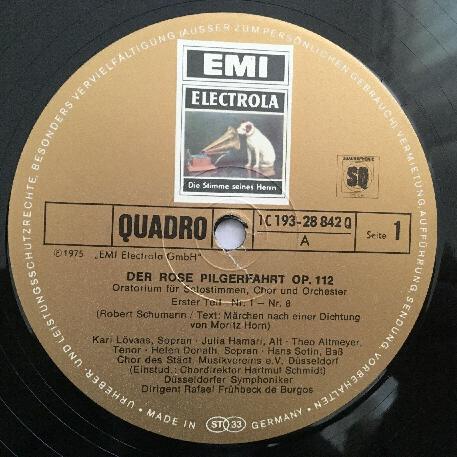 URHEBER- UND LEISTUNGSSCHUTZRECHTE, BESONDERS VERVIELFÄLTIGUNG (AUSSER ZUM PERSÖNLICHEN GEBRAUCH) VERMIETUNG, SENDUNG VORBEHALTEN
EMI
ELECTROLA
Die Stimme seines Herrn
QUADRAPHONIC
SQ
QUADRO
1C 193-28 842 Q
A
Seite 1
Ⓟ 1975 „EMI Electrola GmbH"
DER ROSE PILGERFAHRT OP. 112
Oratorium für Solostimmen, Chor und Orchester
Erster Teil Nr. 1 – Nr. 8
(Robert Schumann / Text: Märchen nach einer Dichtung
von Moritz Horn)
Kari Lövaas, Sopran - Julia Hamari, Alt - Theo Altmeyer,
Tenor - Helen Donath, Sopran - Hans Sotin, Baß
Chor des Städt. Musikvereins e.V. Düsseldorf
(Einstud.: Chordirektor Hartmut Schmidt)
Düsseldorfer Symphoniker
Dirigent Rafael Frühbeck de Burgos
MADE IN
STO 33
GERMANY